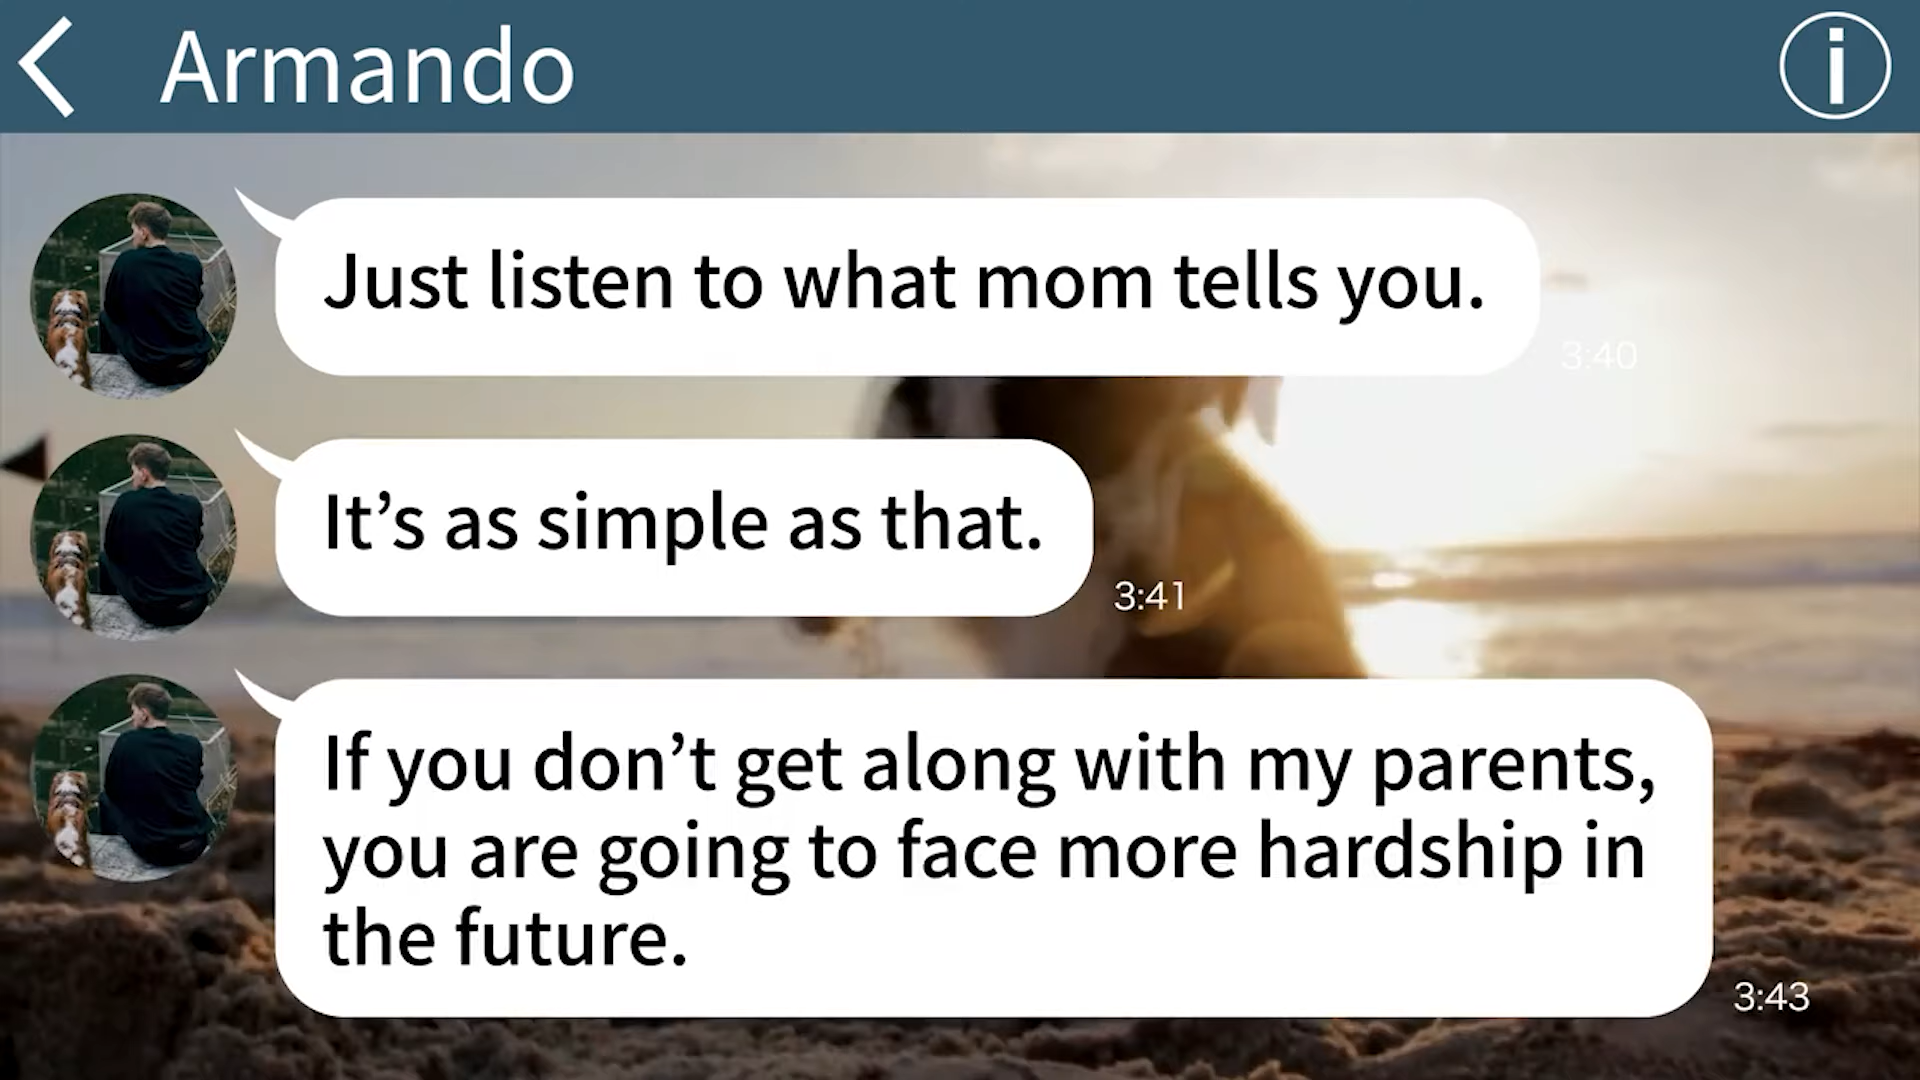 Armando
Just listen to what mom tells you.
3:40
It’s as simple as that.
3:41
If you don’t get along with my parents,
you are going to face more hardship in
the future.
3:43